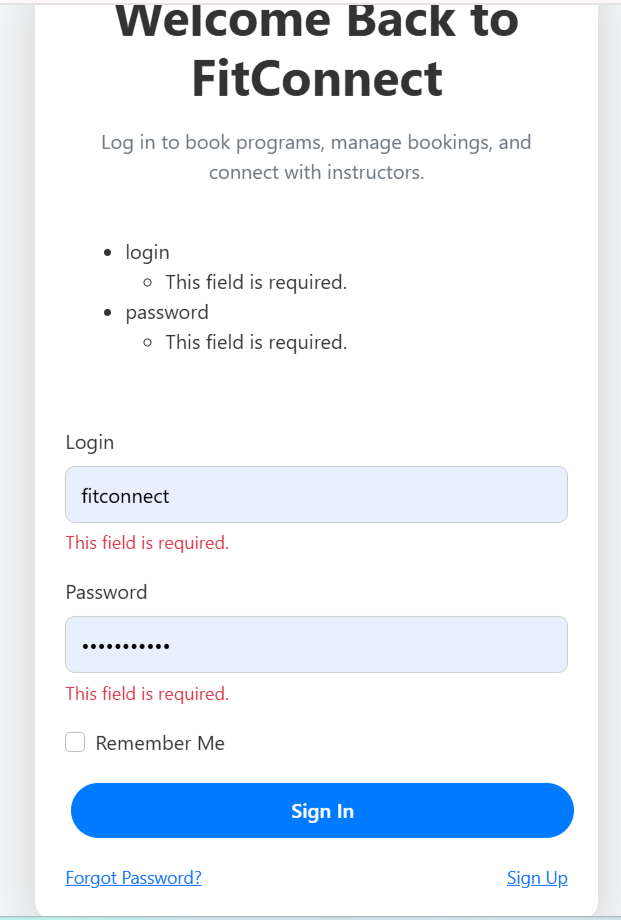 Welcome Back to
FitConnect
Log in to book programs, manage bookings, and
connect with instructors.
login
This field is required.
password
This field is required.
Login
fitconnect
This field is required.
Password
•••••••••••
This field is required.
Remember Me
Sign In
Forgot Password?
Sign Up